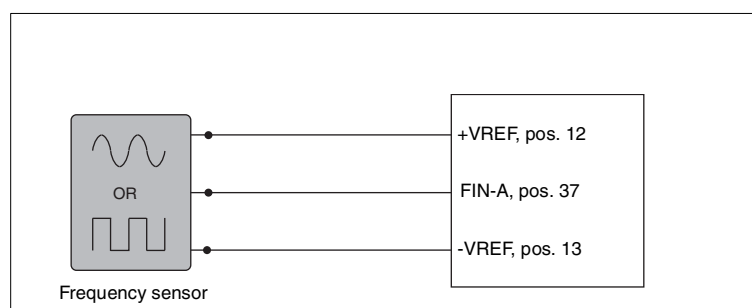 +VREF, pos. 12
OR
FIN-A, pos. 37
-VREF, pos. 13
Frequency sensor